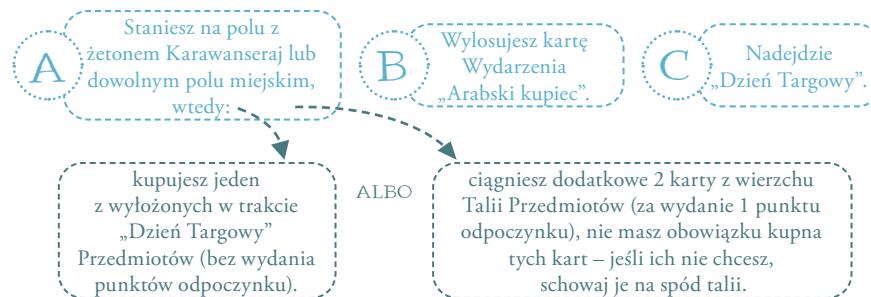 A
Staniesz na polu z
żetonem Karawanseraj lub
dowolnym polu miejskim,
wtedy:
B
Wylosujesz kartę
Wydarzenia
„Arabski kupiec”.
C
Nadejdzie
„Dzień Targowy”.
kupujesz jeden
z wyłożonych w trakcie
„Dzień Targowy”
Przedmiotów (bez wydania
punktów odpoczynku).
ALBO
ciągniesz dodatkowe 2 karty z wierzchu
Talii Przedmiotów (za wydanie 1 punktu
odpoczynku), nie masz obowiązku kupna
tych kart – jeśli ich nie chcesz,
schowaj je na spód talii.